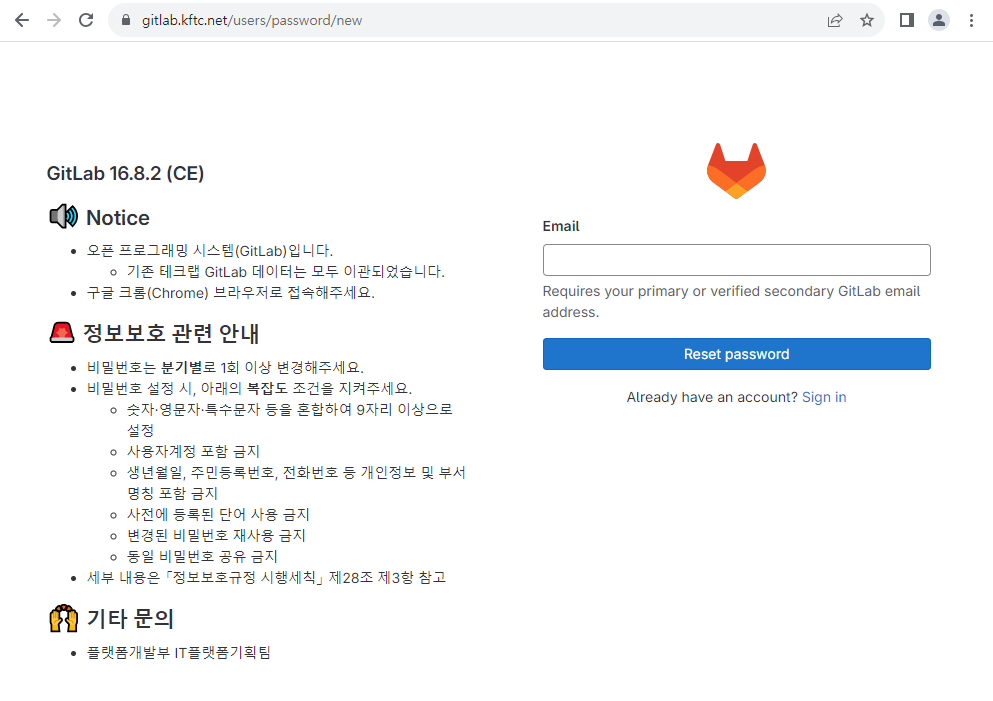 gitlab.kftc.net/users/password/new
GitLab 16.8.2 (CE)
Notice
오픈 프로그래밍 시스템(GitLab)입니다.
기존 테크랩 GitLab 데이터는 모두 이관되었습니다.
구글 크롬(Chrome) 브라우저로 접속해주세요.
정보보호 관련 안내
비밀번호는 분기별로 1회 이상 변경해주세요.
비밀번호 설정 시, 아래의 복잡도 조건을 지켜주세요.
숫자·영문자·특수문자 등을 혼합하여 9자리 이상으로
설정
사용자계정 포함 금지
생년월일, 주민등록번호, 전화번호 등 개인정보 및 부서
명칭 포함 금지
사전에 등록된 단어 사용 금지
변경된 비밀번호 재사용 금지
동일 비밀번호 공유 금지
세부 내용은 「정보보호규정 시행세칙」 제28조 제3항 참고
기타 문의
플랫폼개발부 IT플랫폼기획팀
Email
Requires your primary or verified secondary GitLab email
address.
Reset password
Already have an account? Sign in